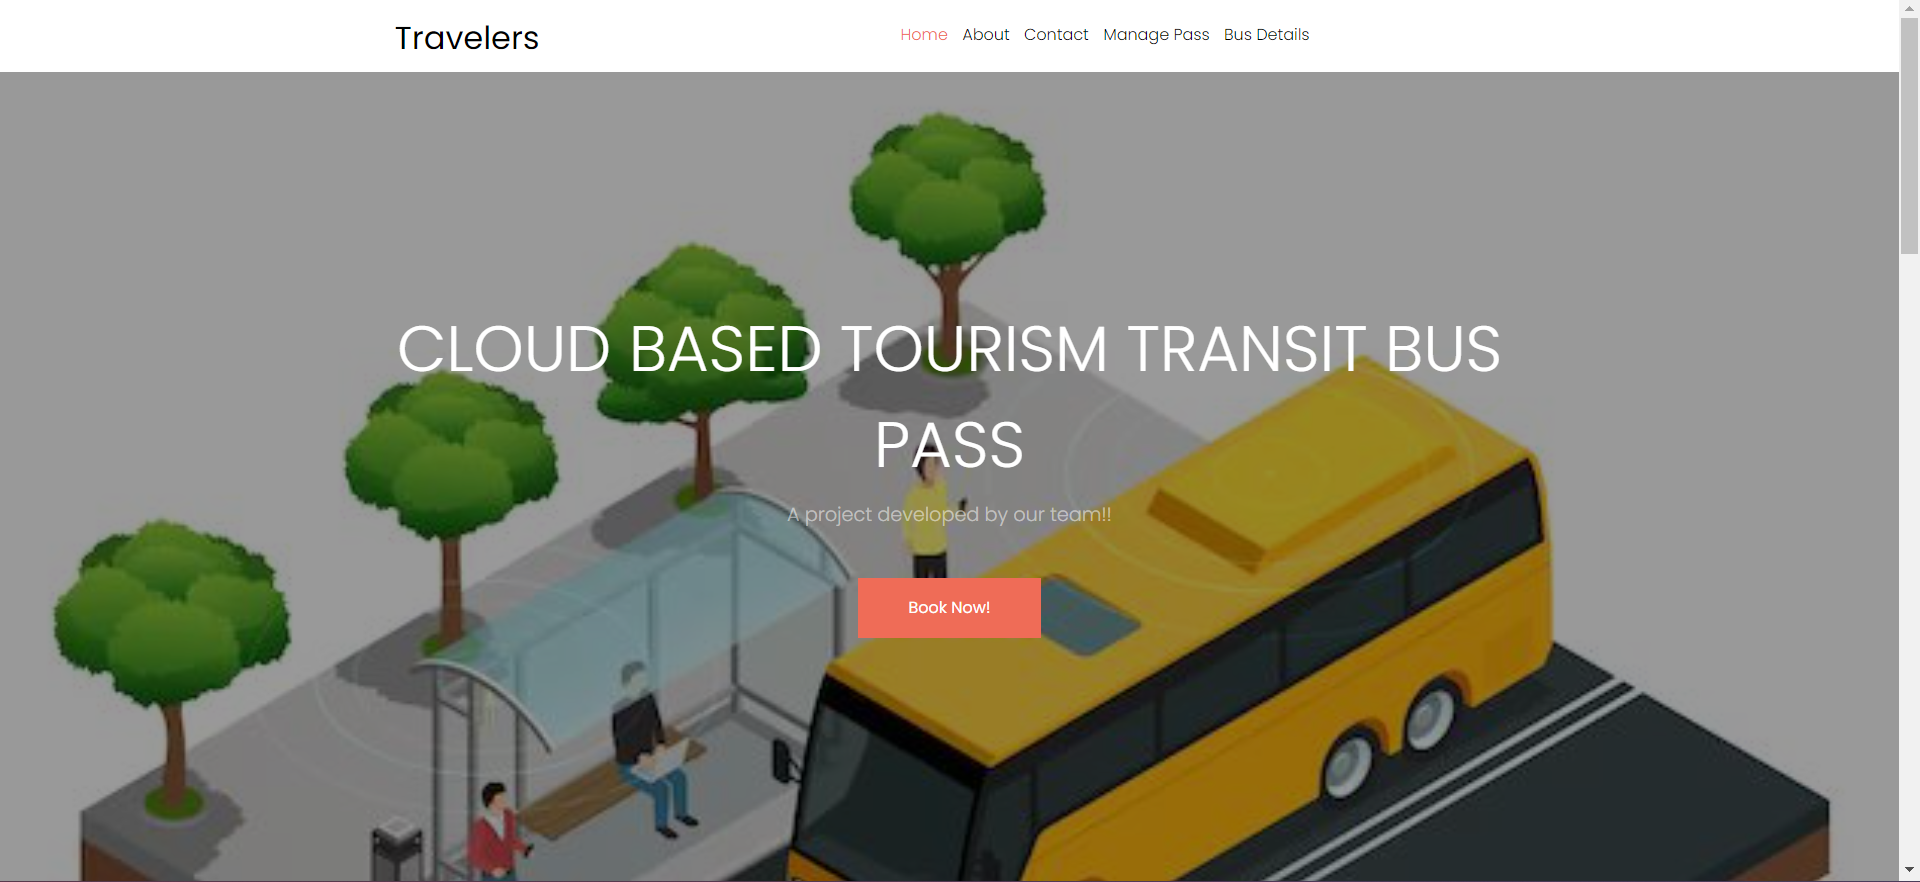 Travelers
Home About Contact Manage Pass Bus Details
CLOUD BASED TOURISM TRANSIT BUS
PASS
A project developed by our team!!
Book Now!